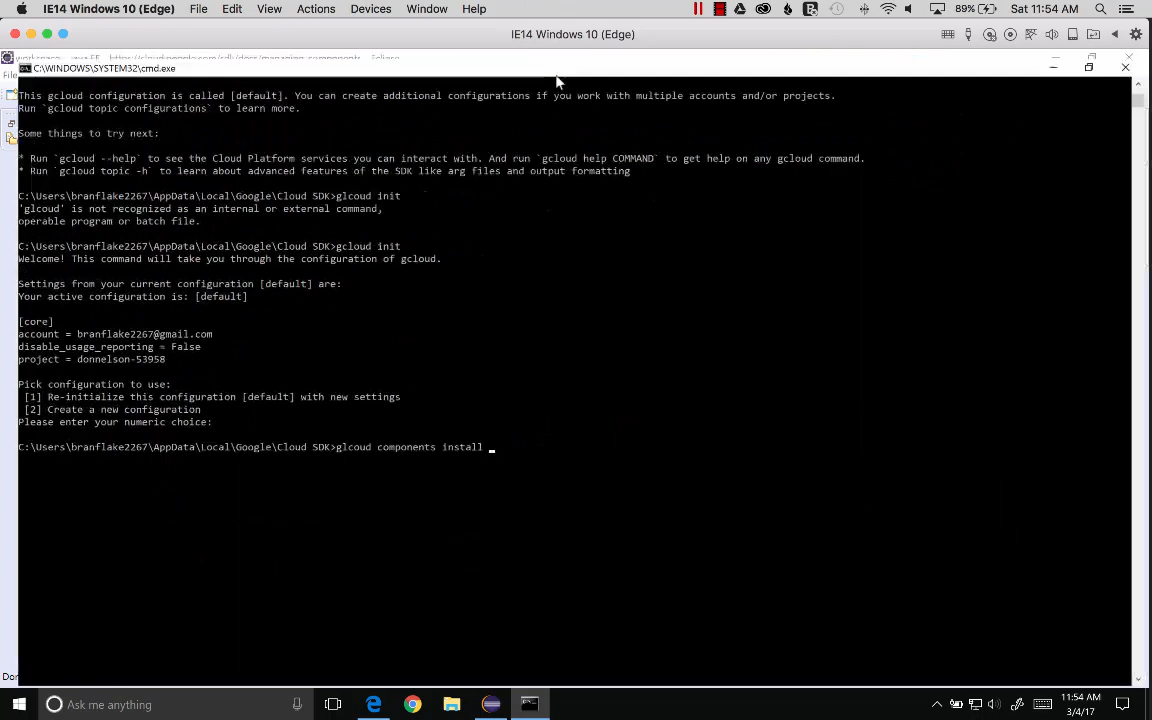 IE14 Windows 10 (Edge) File Edit View Actions Devices Window Help 89% Sat 11:54 AM
IE14 Windows 10 (Edge)
C:\WINDOWS\SYSTEM32\cmd.exe
This gcloud configuration is called [default]. You can create additional configurations if you work with multiple accounts and/or projects.
Run `gcloud topic configurations` to learn more.
Some things to try next:
* Run `gcloud --help` to see the Cloud Platform services you can interact with. And run `gcloud help COMMAND` to get help on any gcloud command.
* Run `gcloud topic -h` to learn about advanced features of the SDK like arg files and output formatting
C:\Users\branflake2267\AppData\Local\Google\Cloud SDK>glcoud init
'glcoud' is not recognized as an internal or external command,
operable program or batch file.
C:\Users\branflake2267\AppData\Local\Google\Cloud SDK>gcloud init
Welcome! This command will take you through the configuration of gcloud.
Settings from your current configuration [default] are:
Your active configuration is: [default]
[core]
account = branflake2267@gmail.com
disable_usage_reporting = False
project = donnelson-53958
Pick configuration to use:
[1] Re-initialize this configuration [default] with new settings
[2] Create a new configuration
Please enter your numeric choice:
C:\Users\branflake2267\AppData\Local\Google\Cloud SDK>glcoud components install
Ask me anything
11:54 AM
3/4/17